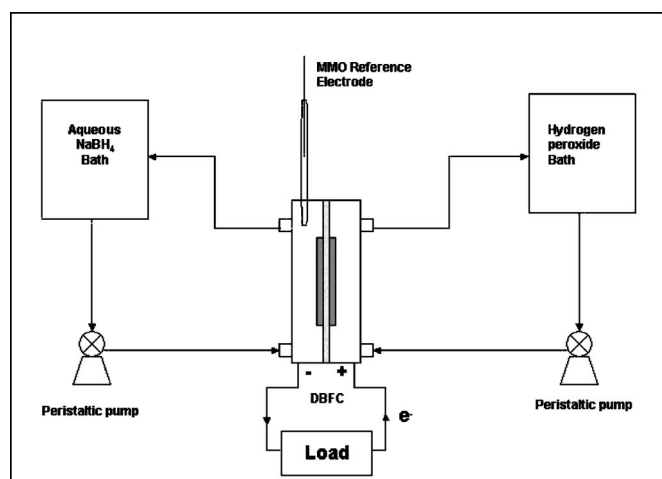 MMO Reference
Electrode
Aqueous
NaBH₄
Bath
Hydrogen
peroxide
Bath
Peristaltic pump
- +
DBFC
e-
Peristaltic pump
Load